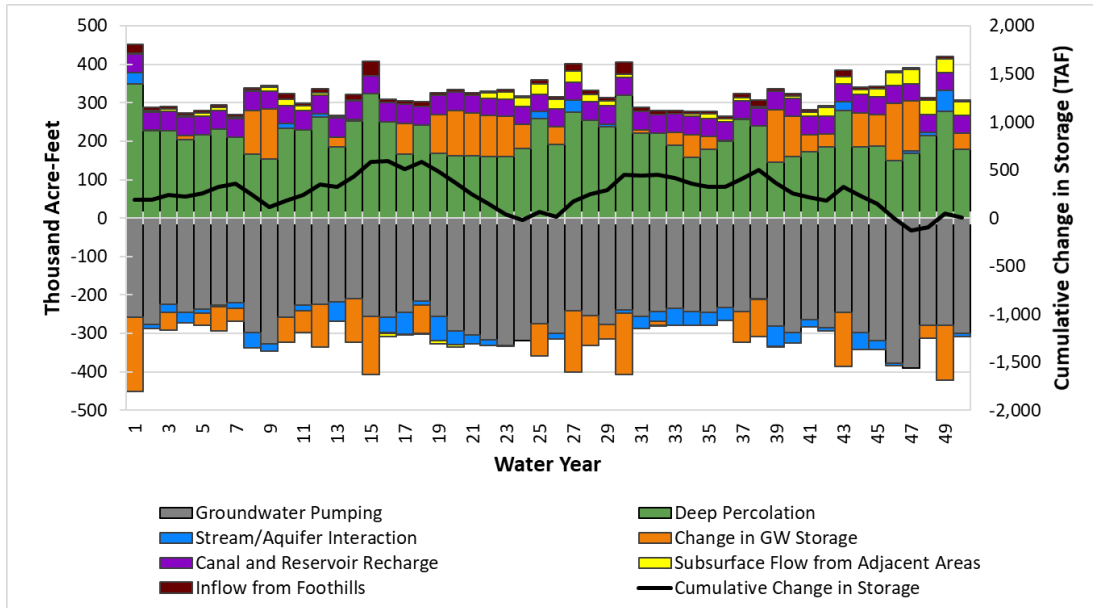 500
400
300
200
100
0
-100
-200
-300
-400
-500
Thousand Acre-Feet
2,000
1,500
1,000
500
0
-500
-1,000
-1,500
-2,000
Cumulative Change in Storage (TAF)
1 3 5 7 9 11 13 15 17 19 21 23 25 27 29 31 33 35 37 39 41 43 45 47 49
Water Year
Groundwater Pumping Deep Percolation
Stream/Aquifer Interaction Change in GW Storage
Canal and Reservoir Recharge Subsurface Flow from Adjacent Areas
Inflow from Foothills Cumulative Change in Storage